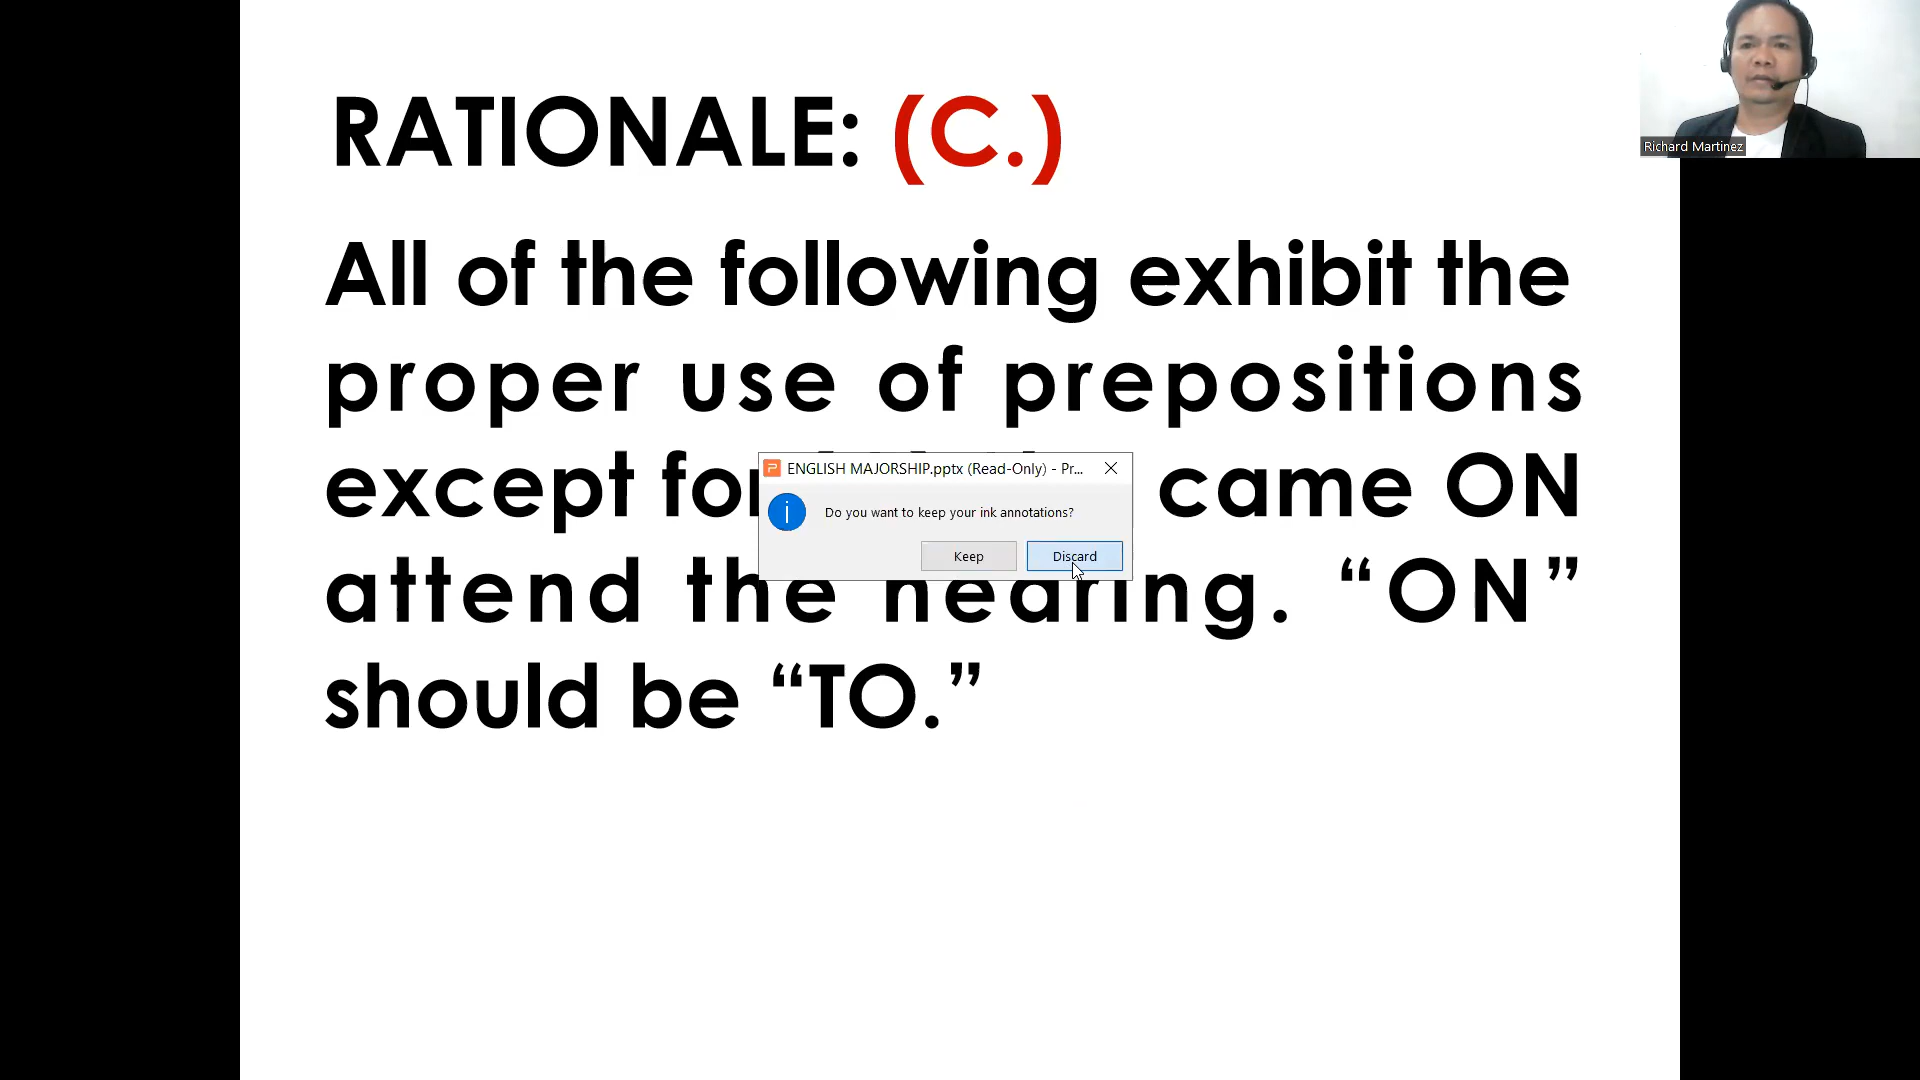 RATIONALE: (C.)
Richard Martinez
All of the following exhibit the
proper use of prepositions
except for came ON
attend the hearing. “ON”
should be “TO.”
ENGLISH MAJORSHIP.pptx (Read-Only) - Pr...
Do you want to keep your ink annotations?
Keep Discard